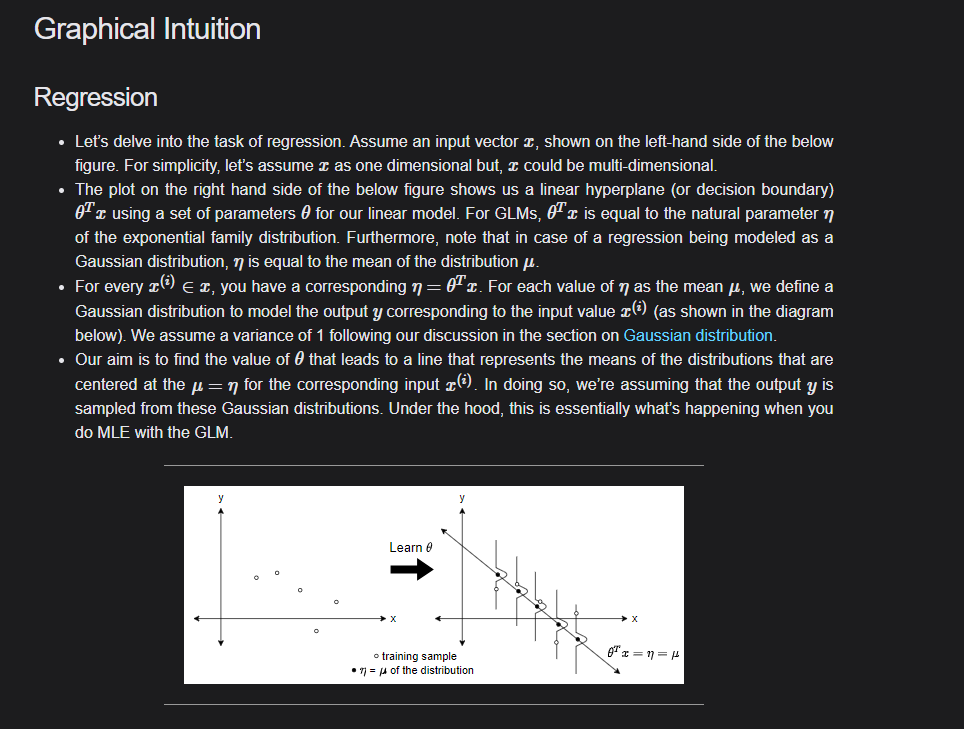 Graphical Intuition
Regression
• Let's delve into the task of regression. Assume an input vector x, shown on the left-hand side of the below
figure. For simplicity, let's assume x as one dimensional but, x could be multi-dimensional.
• The plot on the right hand side of the below figure shows us a linear hyperplane (or decision boundary)
θᵀx using a set of parameters θ for our linear model. For GLMs, θᵀx is equal to the natural parameter η
of the exponential family distribution. Furthermore, note that in case of a regression being modeled as a
Gaussian distribution, η is equal to the mean of the distribution μ.
• For every x⁽ⁱ⁾ ∈ x, you have a corresponding η = θᵀx. For each value of η as the mean μ, we define a
Gaussian distribution to model the output y corresponding to the input value x⁽ⁱ⁾ (as shown in the diagram
below). We assume a variance of 1 following our discussion in the section on Gaussian distribution.
• Our aim is to find the value of θ that leads to a line that represents the means of the distributions that are
centered at the μ = η for the corresponding input x⁽ⁱ⁾. In doing so, we're assuming that the output y is
sampled from these Gaussian distributions. Under the hood, this is essentially what's happening when you
do MLE with the GLM.
y
x
Learn θ
y
x
θᵀx = η = μ
training sample
η = μ of the distribution